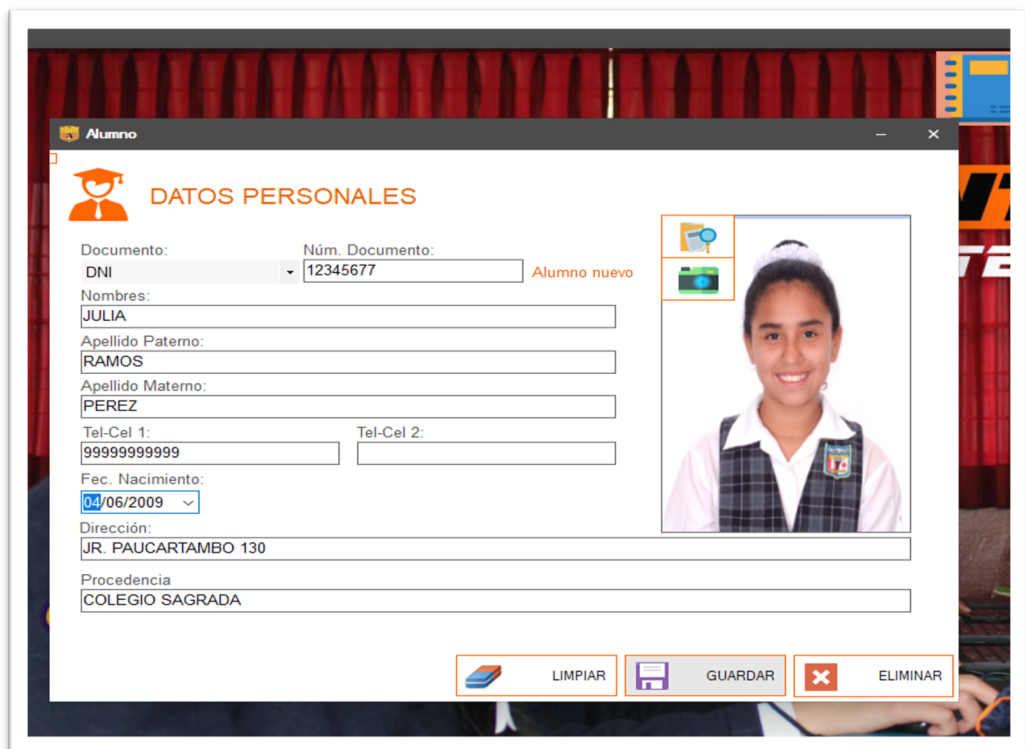 Alumno
DATOS PERSONALES
Documento: Núm. Documento:
DNI 12345677 Alumno nuevo
Nombres:
JULIA
Apellido Paterno:
RAMOS
Apellido Materno:
PEREZ
Tel-Cel 1: Tel-Cel 2:
99999999999
Fec. Nacimiento:
04/06/2009
Dirección:
JR. PAUCARTAMBO 130
Procedencia
COLEGIO SAGRADA
LIMPIAR GUARDAR ELIMINAR